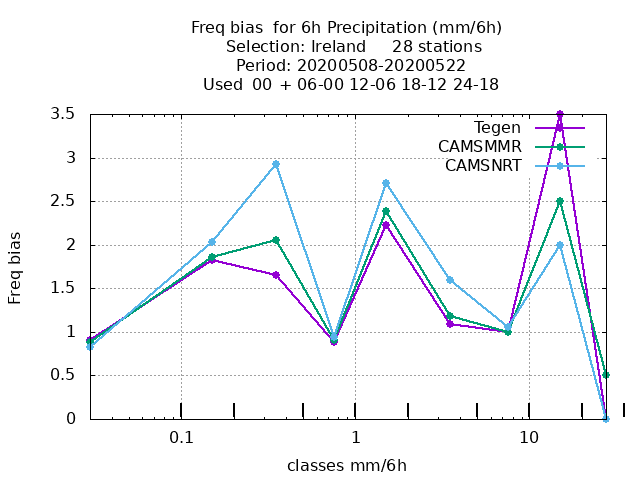 Freq bias  for 6h Precipitation (mm/6h)
Selection: Ireland     28 stations
Period: 20200508-20200522
Used  00  + 06-00 12-06 18-12 24-18
Tegen
CAMSMMR
CAMSNRT
3.5
3
2.5
2
1.5
1
0.5
0
Freq bias
0.1
1
10
classes mm/6h